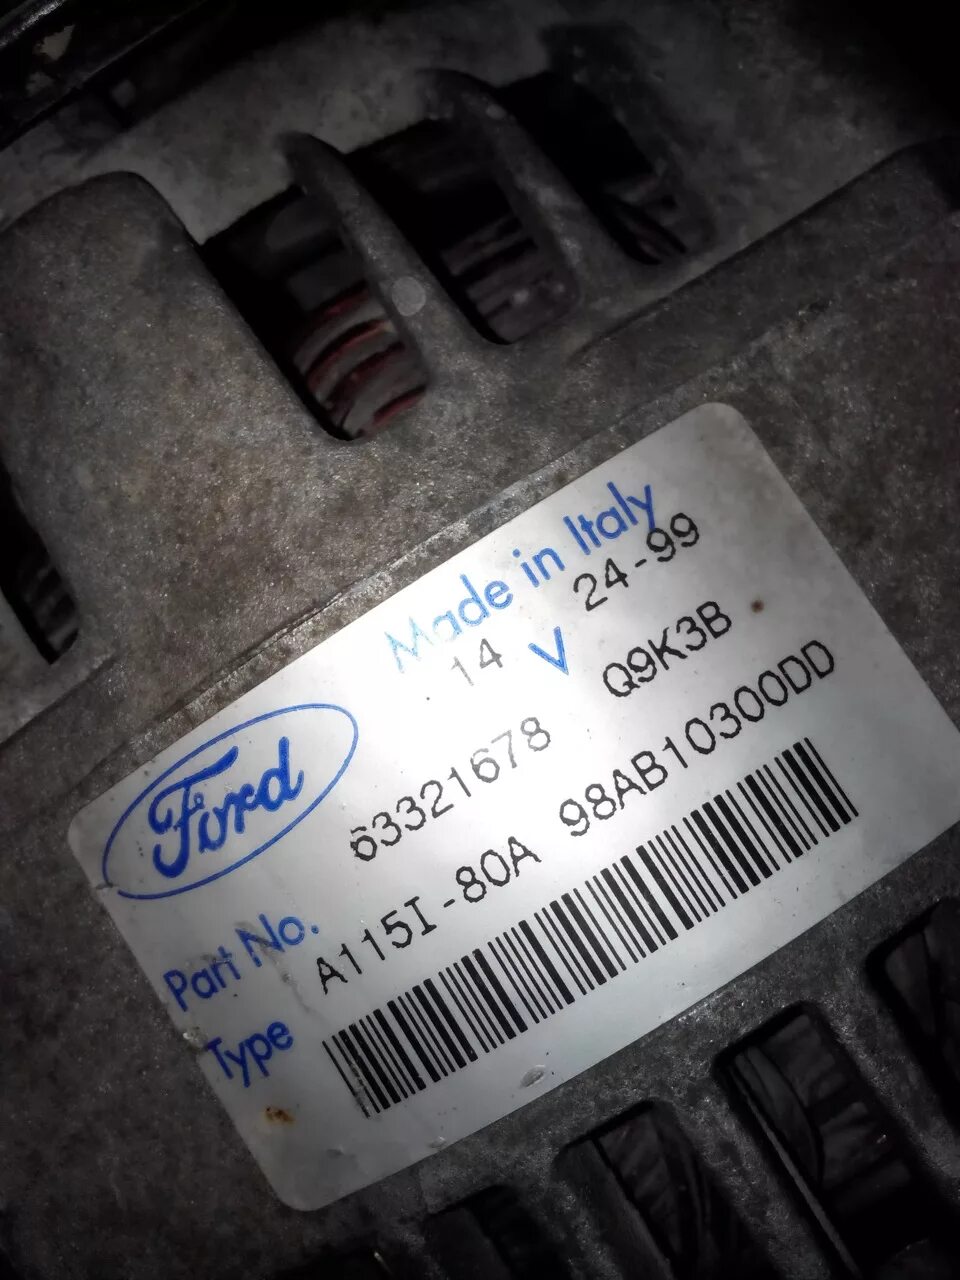 Made in Italy
14 V 24-99
Ford
63321678 Q9K3B
Part No. A115I-80A 98AB10300DD
Type